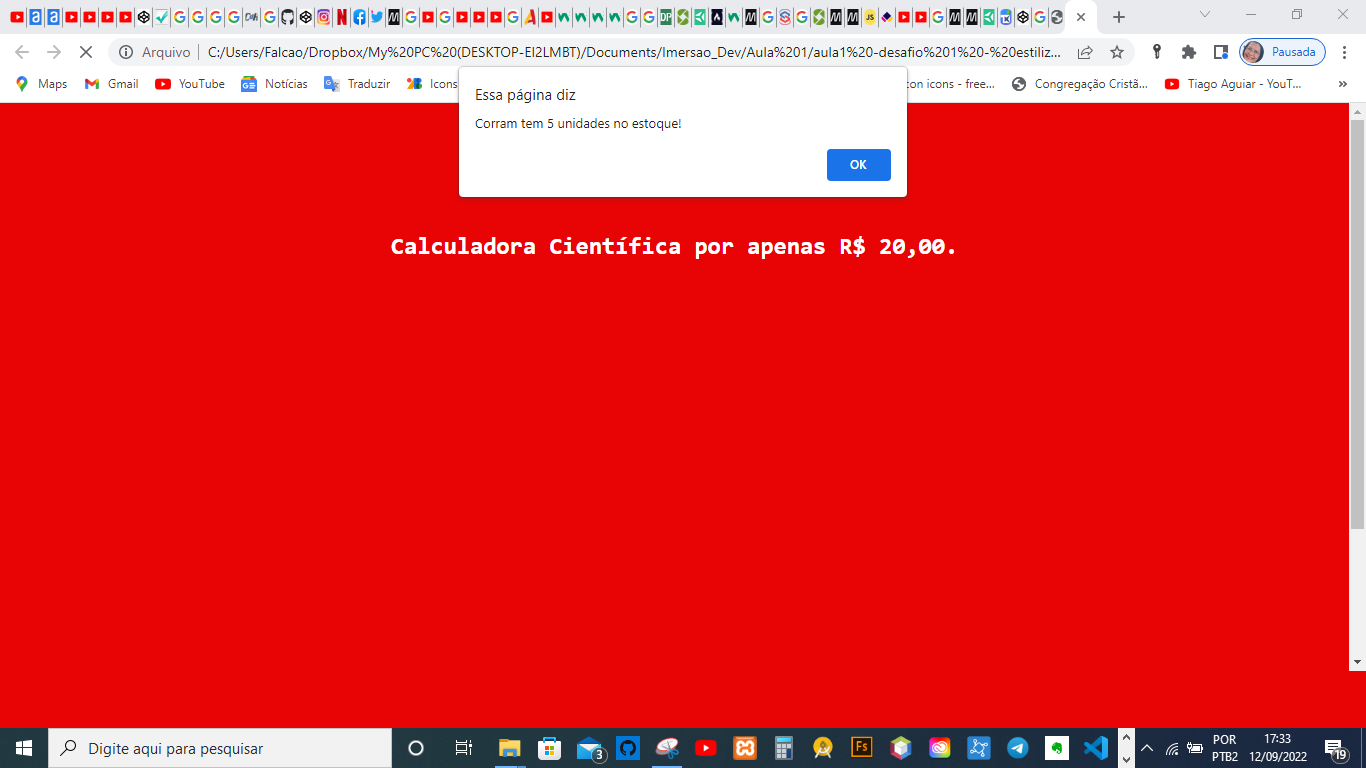 Arquivo
C:/Users/Falcao/Dropbox/My%20PC%20(DESKTOP-EI2LMBT)/Documents/Imersao_Dev/Aula%201/aula1%20-desafio%201%20-%20estiliz...
Pausada
Maps
Gmail
YouTube
Notícias
Traduzir
Icons
con icons - free...
Congregação Cristã...
Tiago Aguiar - YouT...
»
Essa página diz
Corram tem 5 unidades no estoque!
OK
Calculadora Científica por apenas R$ 20,00.
Digite aqui para pesquisar
3
Fs
POR
PTB2
17:33
12/09/2022
19